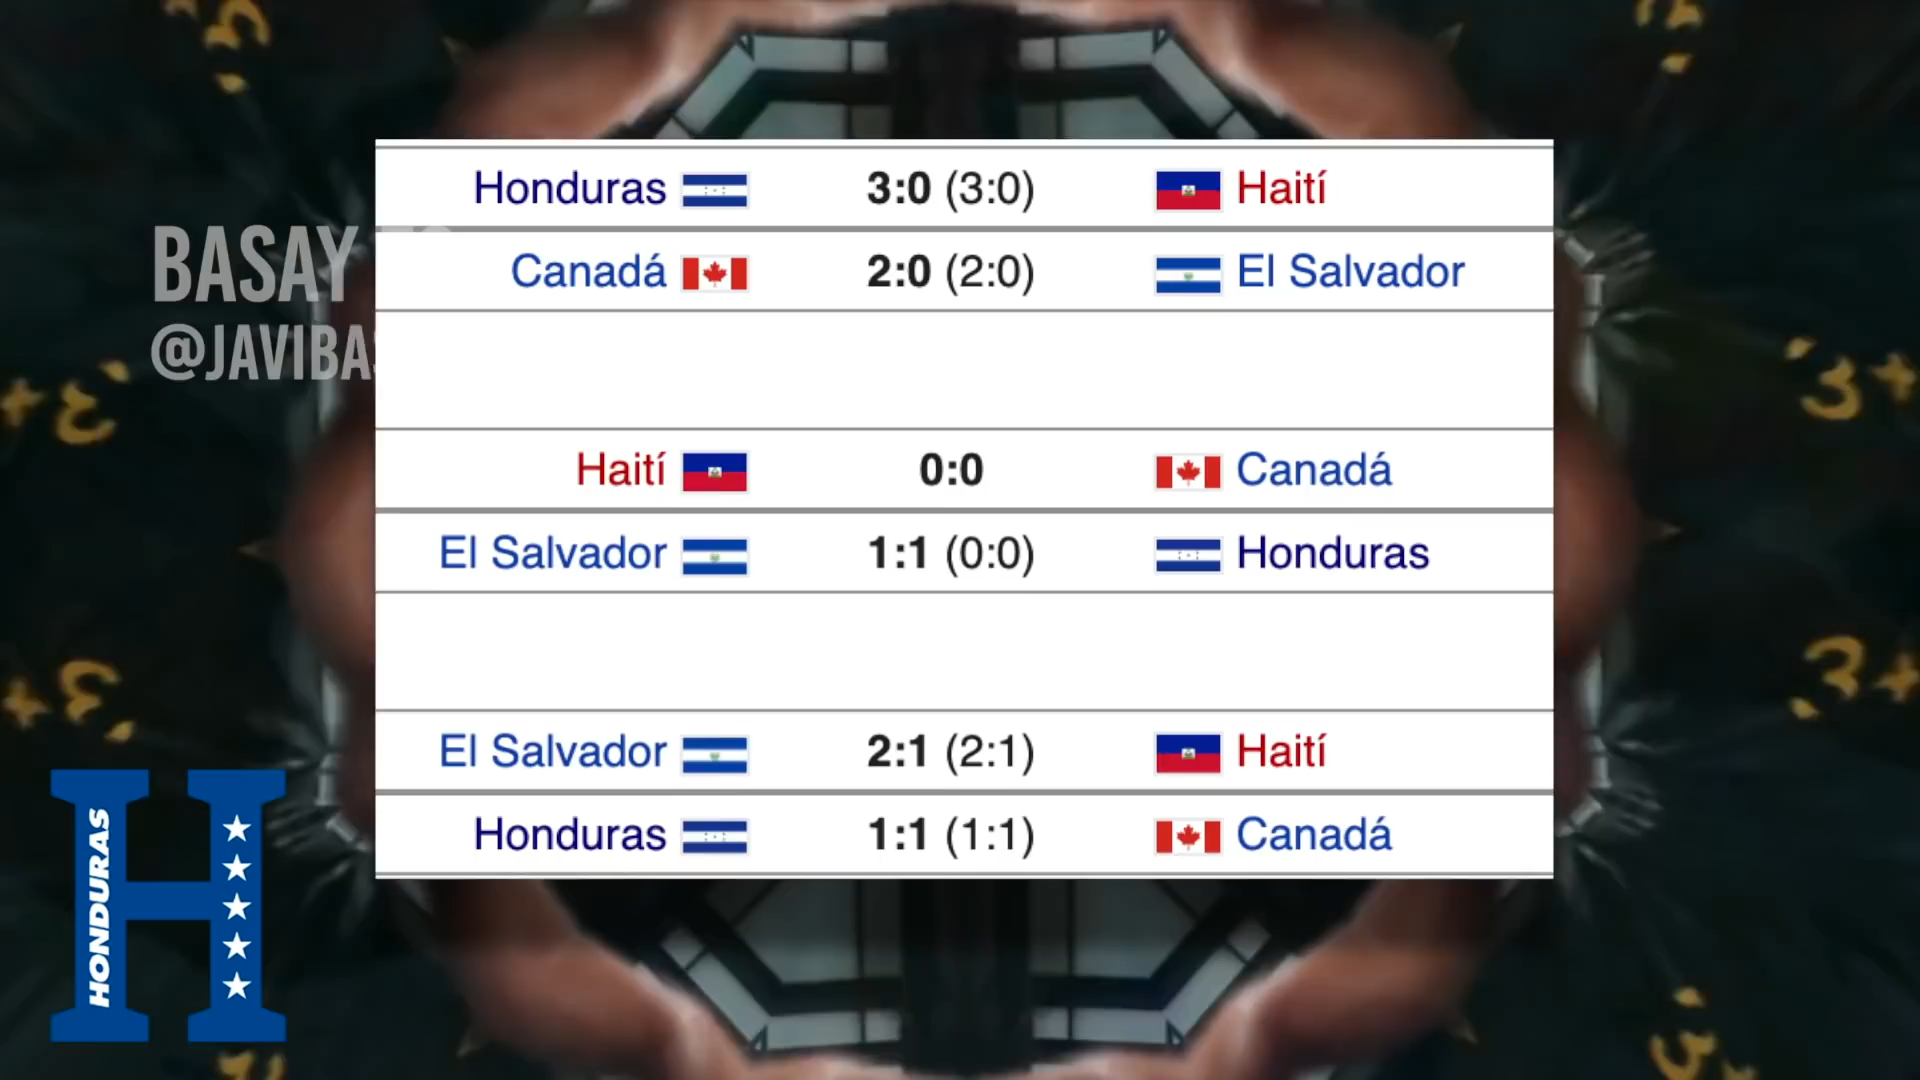 Honduras 3:0 (3:0) Haití
Canadá 2:0 (2:0) El Salvador
BASAY
@JAVIBAS
Haití 0:0 Canadá
El Salvador 1:1 (0:0) Honduras
El Salvador 2:1 (2:1) Haití
Honduras 1:1 (1:1) Canadá
HONDURAS
H